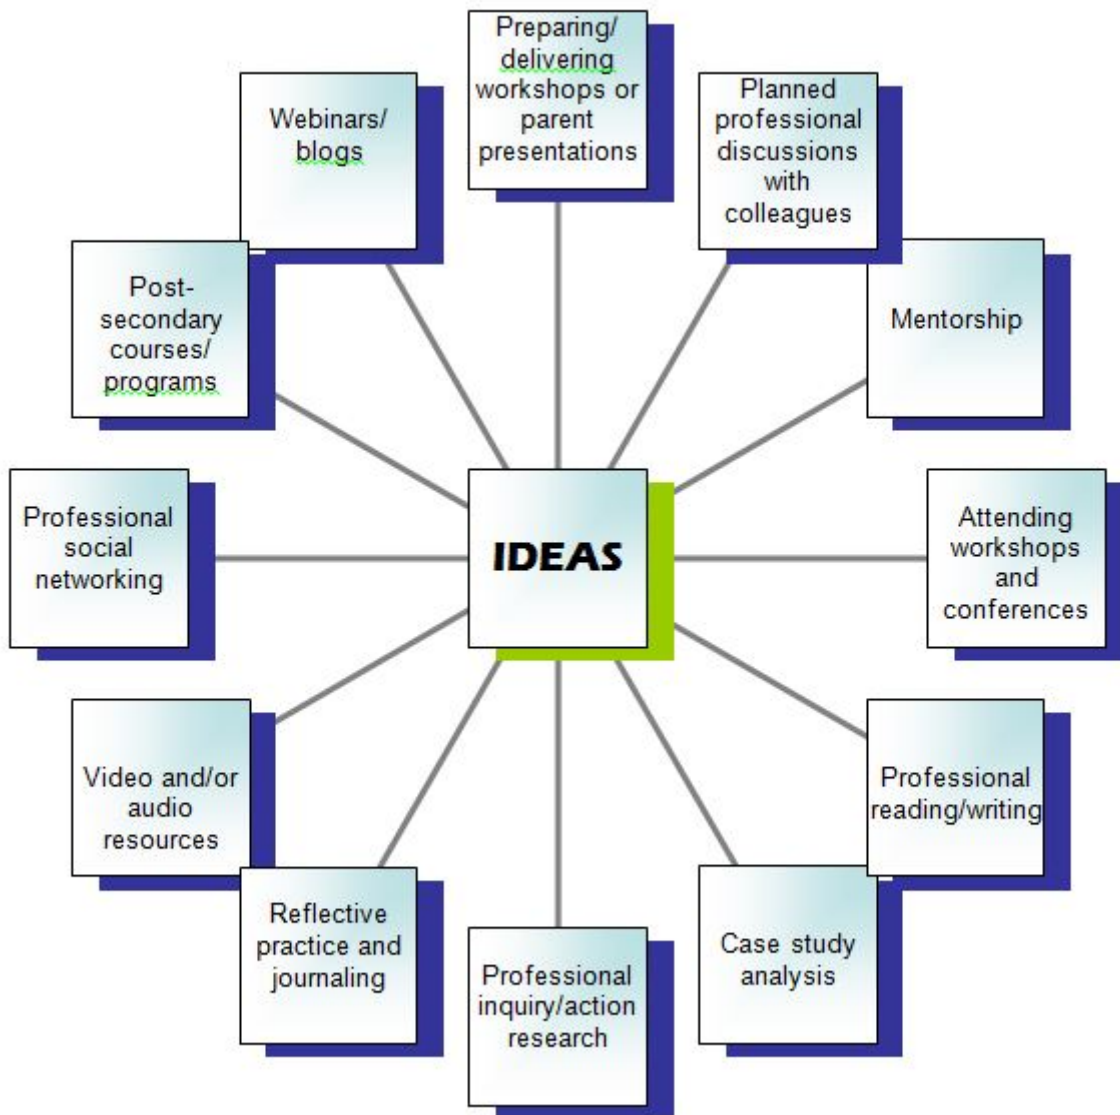 Preparing/
delivering
workshops or
parent
presentations
Planned
professional
discussions
with
colleagues
Mentorship
Attending
workshops
and
conferences
Professional
reading/writing
Case study
analysis
Professional
inquiry/action
research
Reflective
practice and
journaling
Video and/or
audio
resources
Professional
social
networking
Post-
secondary
courses/
programs
Webinars/
blogs
IDEAS